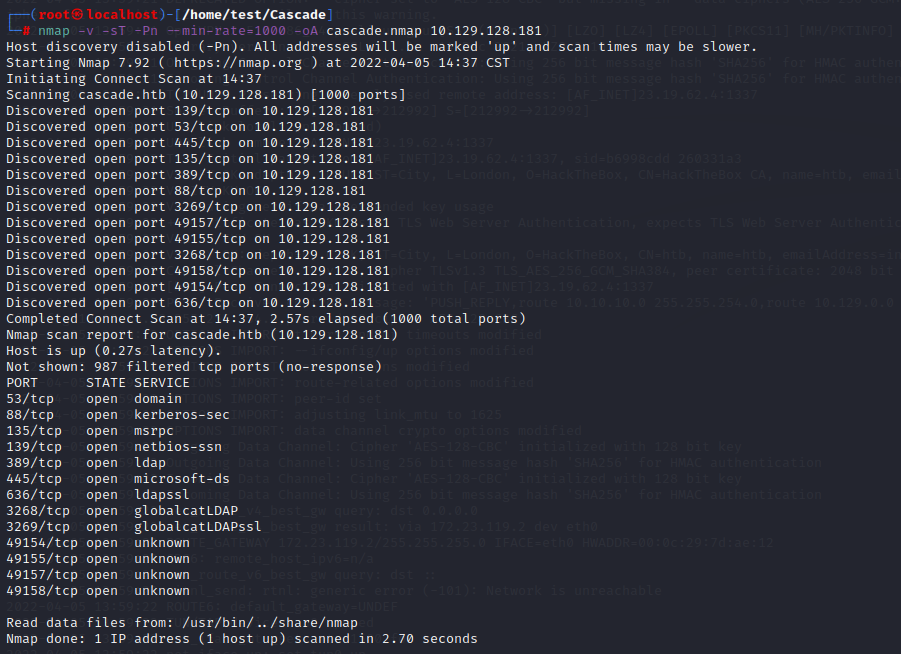 ┌──(root㉿localhost)-[/home/test/Cascade]
└─# nmap -v -sT -Pn --min-rate=1000 -oA cascade.nmap 10.129.128.181
Host discovery disabled (-Pn). All addresses will be marked 'up' and scan times may be slower.
Starting Nmap 7.92 ( https://nmap.org ) at 2022-04-05 14:37 CST
Initiating Connect Scan at 14:37
Scanning cascade.htb (10.129.128.181) [1000 ports]
Discovered open port 139/tcp on 10.129.128.181
Discovered open port 53/tcp on 10.129.128.181
Discovered open port 445/tcp on 10.129.128.181
Discovered open port 135/tcp on 10.129.128.181
Discovered open port 389/tcp on 10.129.128.181
Discovered open port 88/tcp on 10.129.128.181
Discovered open port 3269/tcp on 10.129.128.181
Discovered open port 49157/tcp on 10.129.128.181
Discovered open port 49155/tcp on 10.129.128.181
Discovered open port 3268/tcp on 10.129.128.181
Discovered open port 49158/tcp on 10.129.128.181
Discovered open port 49154/tcp on 10.129.128.181
Discovered open port 636/tcp on 10.129.128.181
Completed Connect Scan at 14:37, 2.57s elapsed (1000 total ports)
Nmap scan report for cascade.htb (10.129.128.181)
Host is up (0.27s latency).
Not shown: 987 filtered tcp ports (no-response)
PORT      STATE SERVICE
53/tcp    open  domain
88/tcp    open  kerberos-sec
135/tcp   open  msrpc
139/tcp   open  netbios-ssn
389/tcp   open  ldap
445/tcp   open  microsoft-ds
636/tcp   open  ldapssl
3268/tcp  open  globalcatLDAP
3269/tcp  open  globalcatLDAPssl
49154/tcp open  unknown
49155/tcp open  unknown
49157/tcp open  unknown
49158/tcp open  unknown
Read data files from: /usr/bin/../share/nmap
Nmap done: 1 IP address (1 host up) scanned in 2.70 seconds